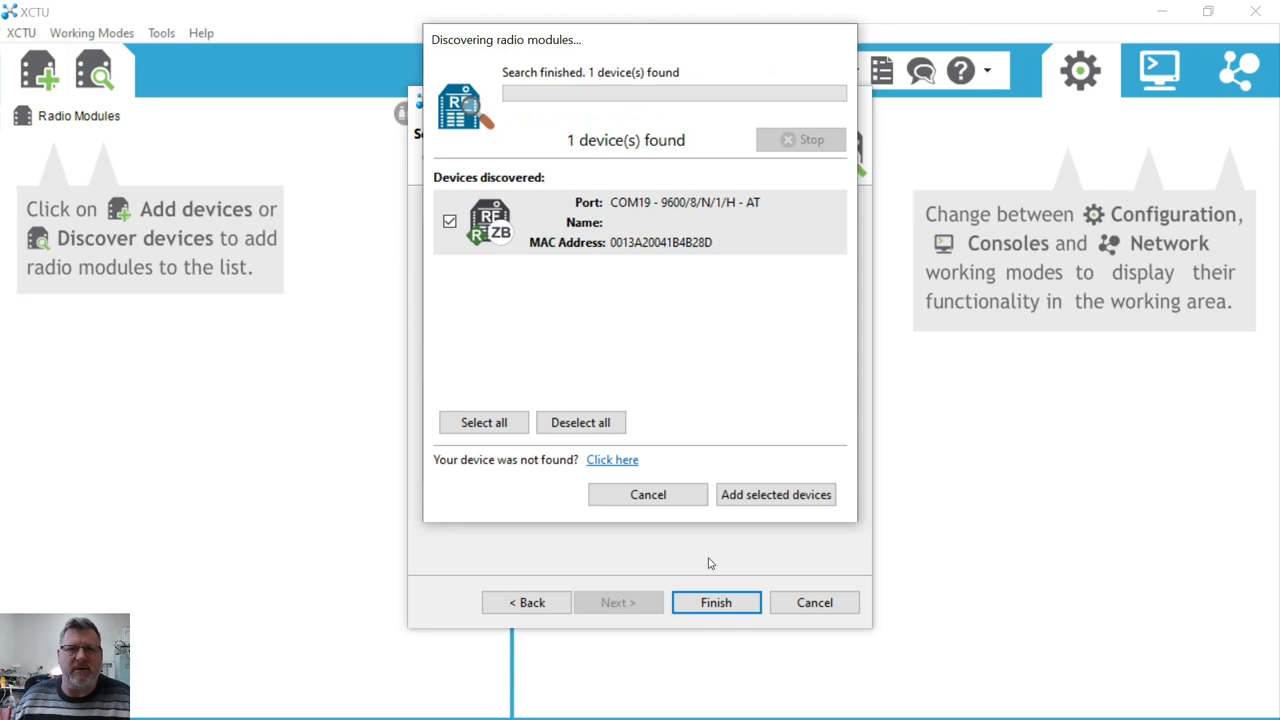 XCTU
XCTU Working Modes Tools Help
Radio Modules
Click on Add devices or
Discover devices to add
radio modules to the list.
Discovering radio modules...
Search finished. 1 device(s) found
1 device(s) found
Stop
Devices discovered:
Port: COM19 - 9600/8/N/1/H - AT
Name:
MAC Address: 0013A20041B4B28D
RF
R ZB
Select all Deselect all
Your device was not found? Click here
Cancel Add selected devices
< Back Next > Finish Cancel
Change between Configuration,
Consoles and Network
working modes to display their
functionality in the working area.